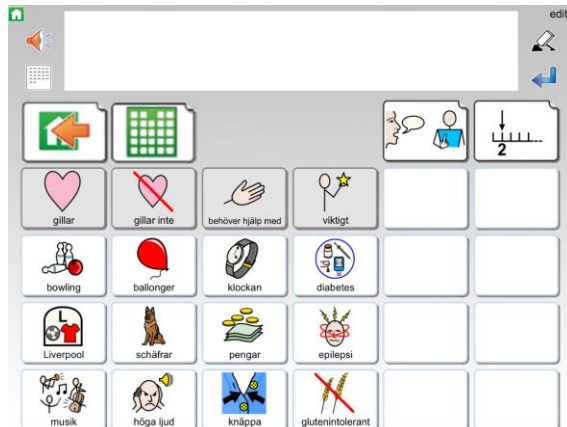 edit
2
gillar
gillar inte
behöver hjälp med
viktigt
bowling
ballonger
klockan
diabetes
L
Liverpool
schäfrar
pengar
epilepsi
musik
höga ljud
knäppa
glutenintolerant